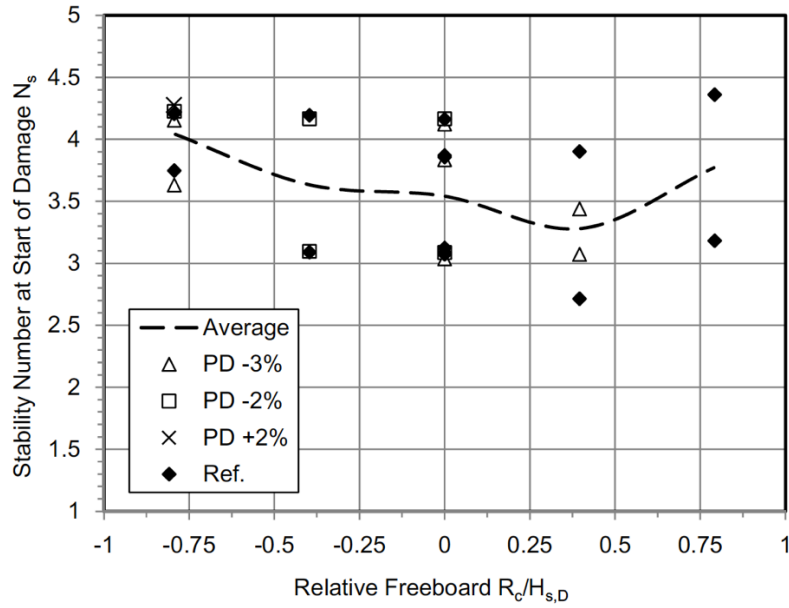 Stability Number at Start of Damage Ns
5
4.5
4
3.5
3
2.5
2
1.5
1
Average
PD -3%
PD -2%
PD +2%
Ref.
-1 -0.75 -0.5 -0.25 0 0.25 0.5 0.75 1
Relative Freeboard Rc/Hs,D